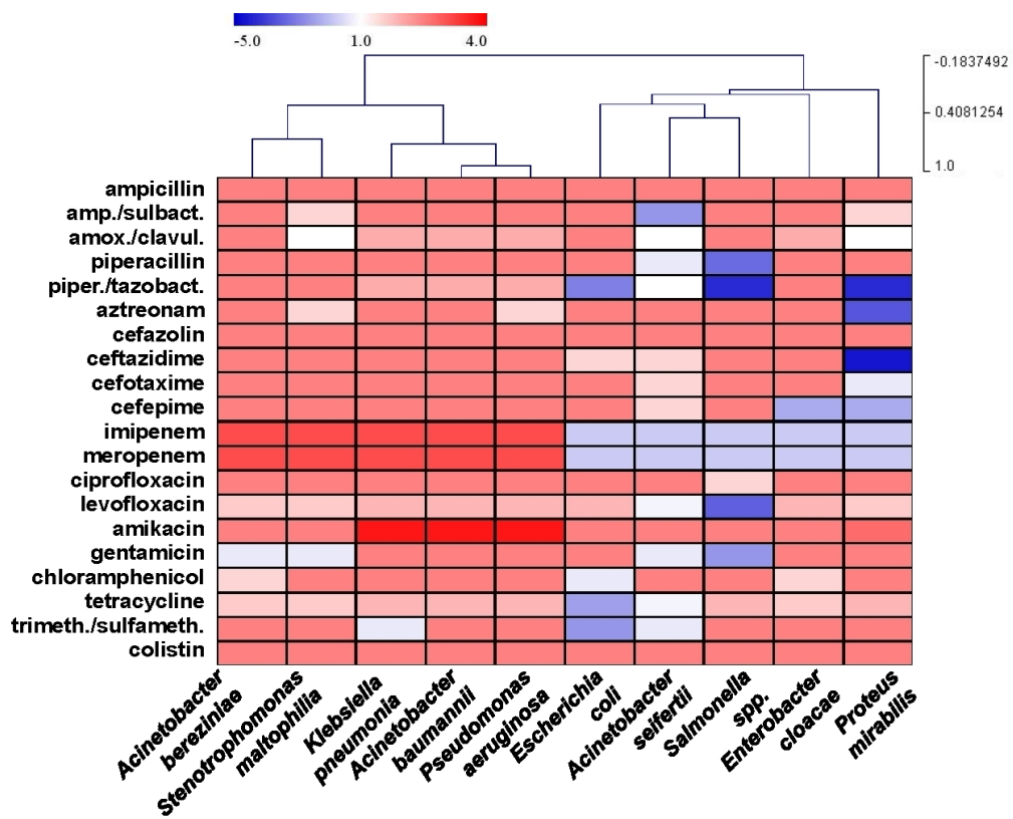 -5.0 1.0 4.0
-0.1837492
0.4081254
1.0
ampicillin
amp./sulbact.
amox./clavul.
piperacillin
piper./tazobact.
aztreonam
cefazolin
ceftazidime
cefotaxime
cefepime
imipenem
meropenem
ciprofloxacin
levofloxacin
amikacin
gentamicin
chloramphenicol
tetracycline
trimeth./sulfameth.
colistin
Acinetobacter
bereziniae
Stenotrophomonas
maltophilia
Klebsiella
pneumonia
Acinetobacter
baumannii
Pseudomonas
aeruginosa
Escherichia
coli
Acinetobacter
seifertii
Salmonella
spp.
Enterobacter
cloacae
Proteus
mirabilis